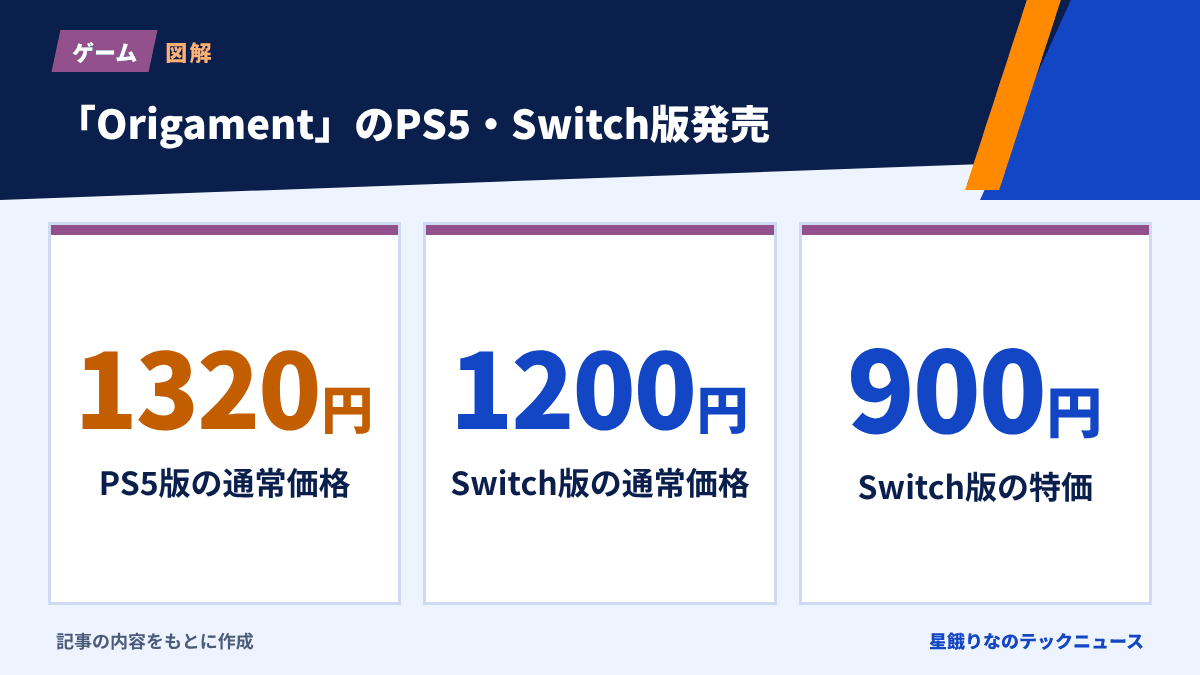 ゲーム 図解
「Origament」のPS5・Switch版発売
1320円
PS5版の通常価格
1200円
Switch版の通常価格
900円
Switch版の特価
記事の内容をもとに作成
星餓りなのテックニュース